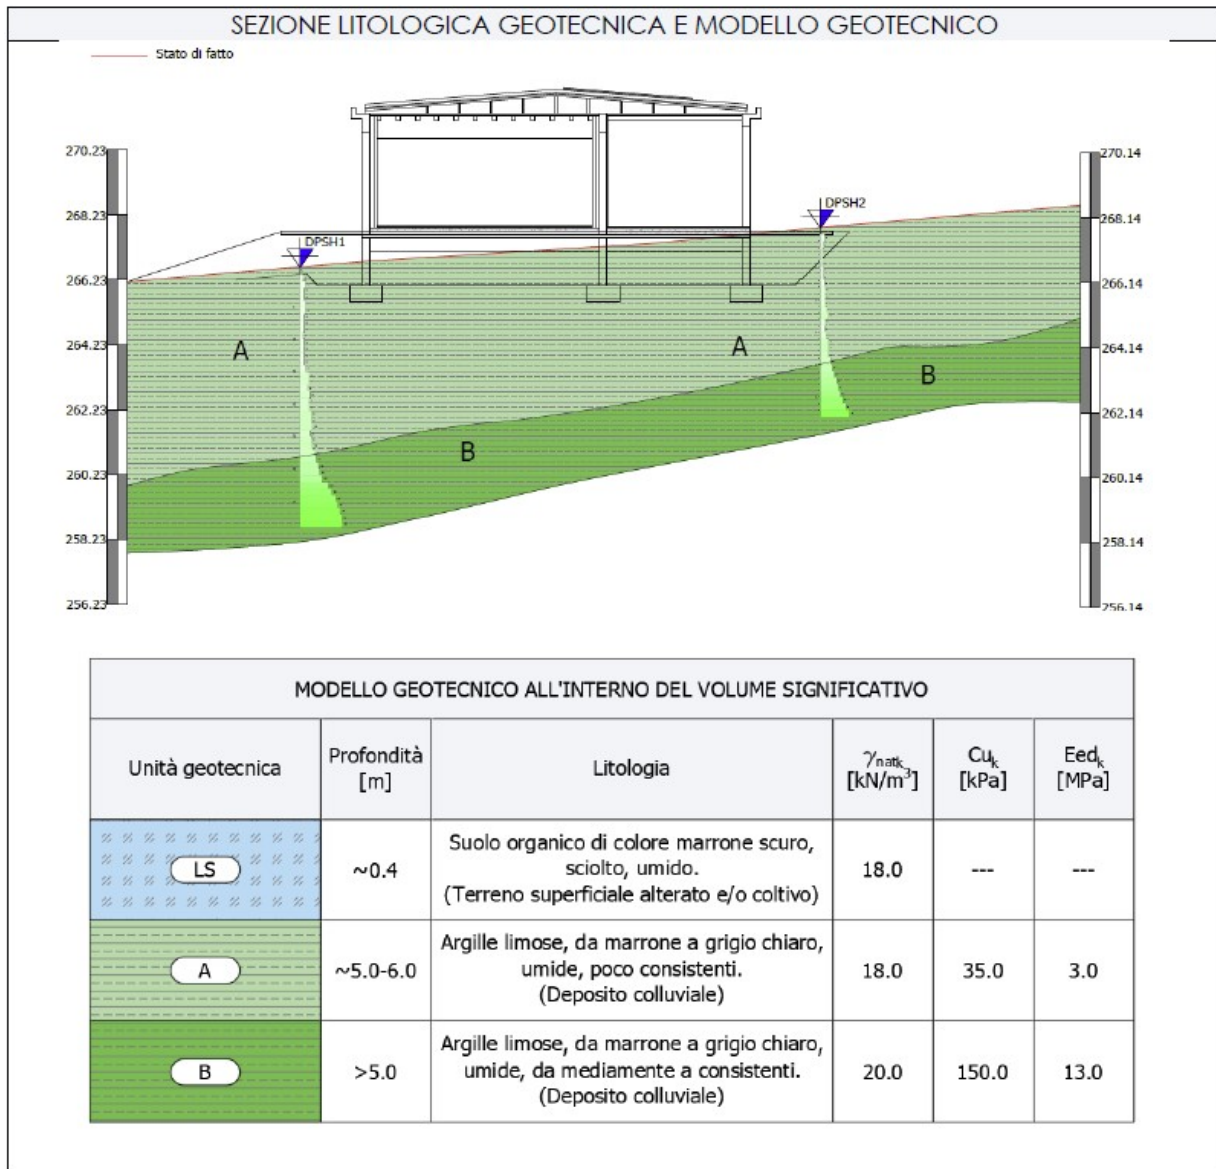 SEZIONE LITOLOGICA GEOTECNICA E MODELLO GEOTECNICO
Stato di fatto
270.23
268.23
266.23
264.23
262.23
260.23
258.23
256.23
DPSH1
DPSH2
A
A
B
B
270.14
268.14
266.14
264.14
262.14
260.14
258.14
256.14
MODELLO GEOTECNICO ALL'INTERNO DEL VOLUME SIGNIFICATIVO
Unità geotecnica
Profondità
[m]
Litologia
γnatk
[kN/m³]
Cuk
[kPa]
Eedk
[MPa]
LS
~0.4
Suolo organico di colore marrone scuro,
sciolto, umido.
(Terreno superficiale alterato e/o coltivo)
18.0
---
---
A
~5.0-6.0
Argille limose, da marrone a grigio chiaro,
umide, poco consistenti.
(Deposito colluviale)
18.0
35.0
3.0
B
>5.0
Argille limose, da marrone a grigio chiaro,
umide, da mediamente a consistenti.
(Deposito colluviale)
20.0
150.0
13.0